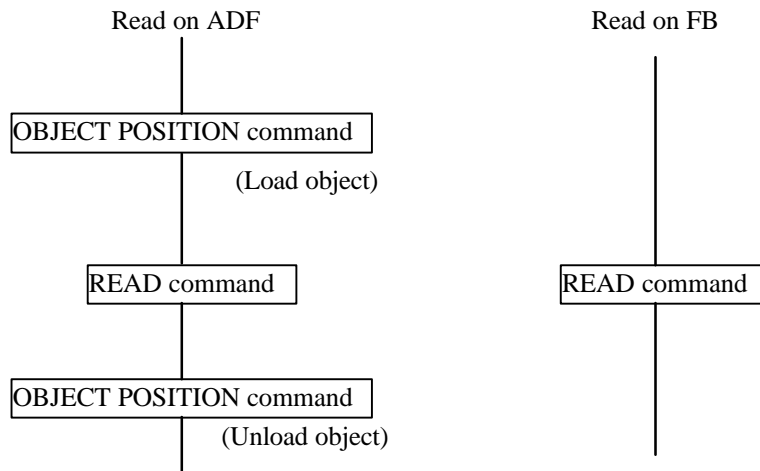 Read on ADF
OBJECT POSITION command
(Load object)
READ command
OBJECT POSITION command
(Unload object)
Read on FB
READ command